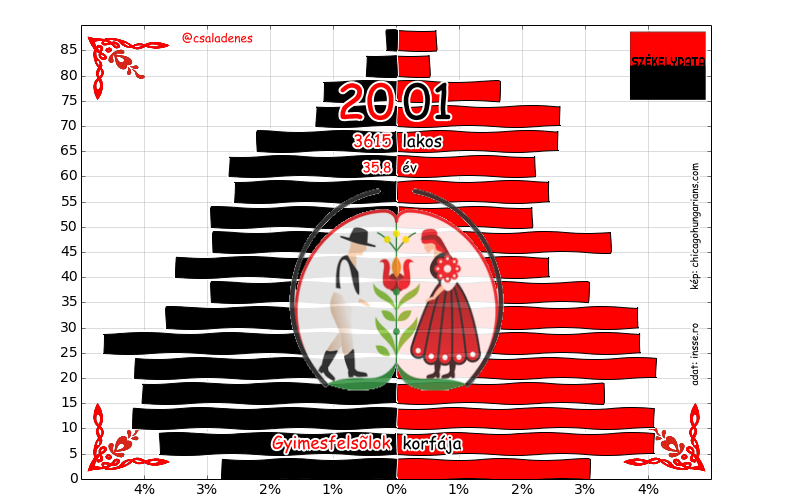 @csaladenes
SZÉKELYDATA
2001
3615 lakos
35.8 év
Gyimesfelsőlok korfája
kép: chicagohungarians.com
adat: insse.ro
85
80
75
70
65
60
55
50
45
40
35
30
25
20
15
10
5
0
4% 3% 2% 1% 0% 1% 2% 3% 4%